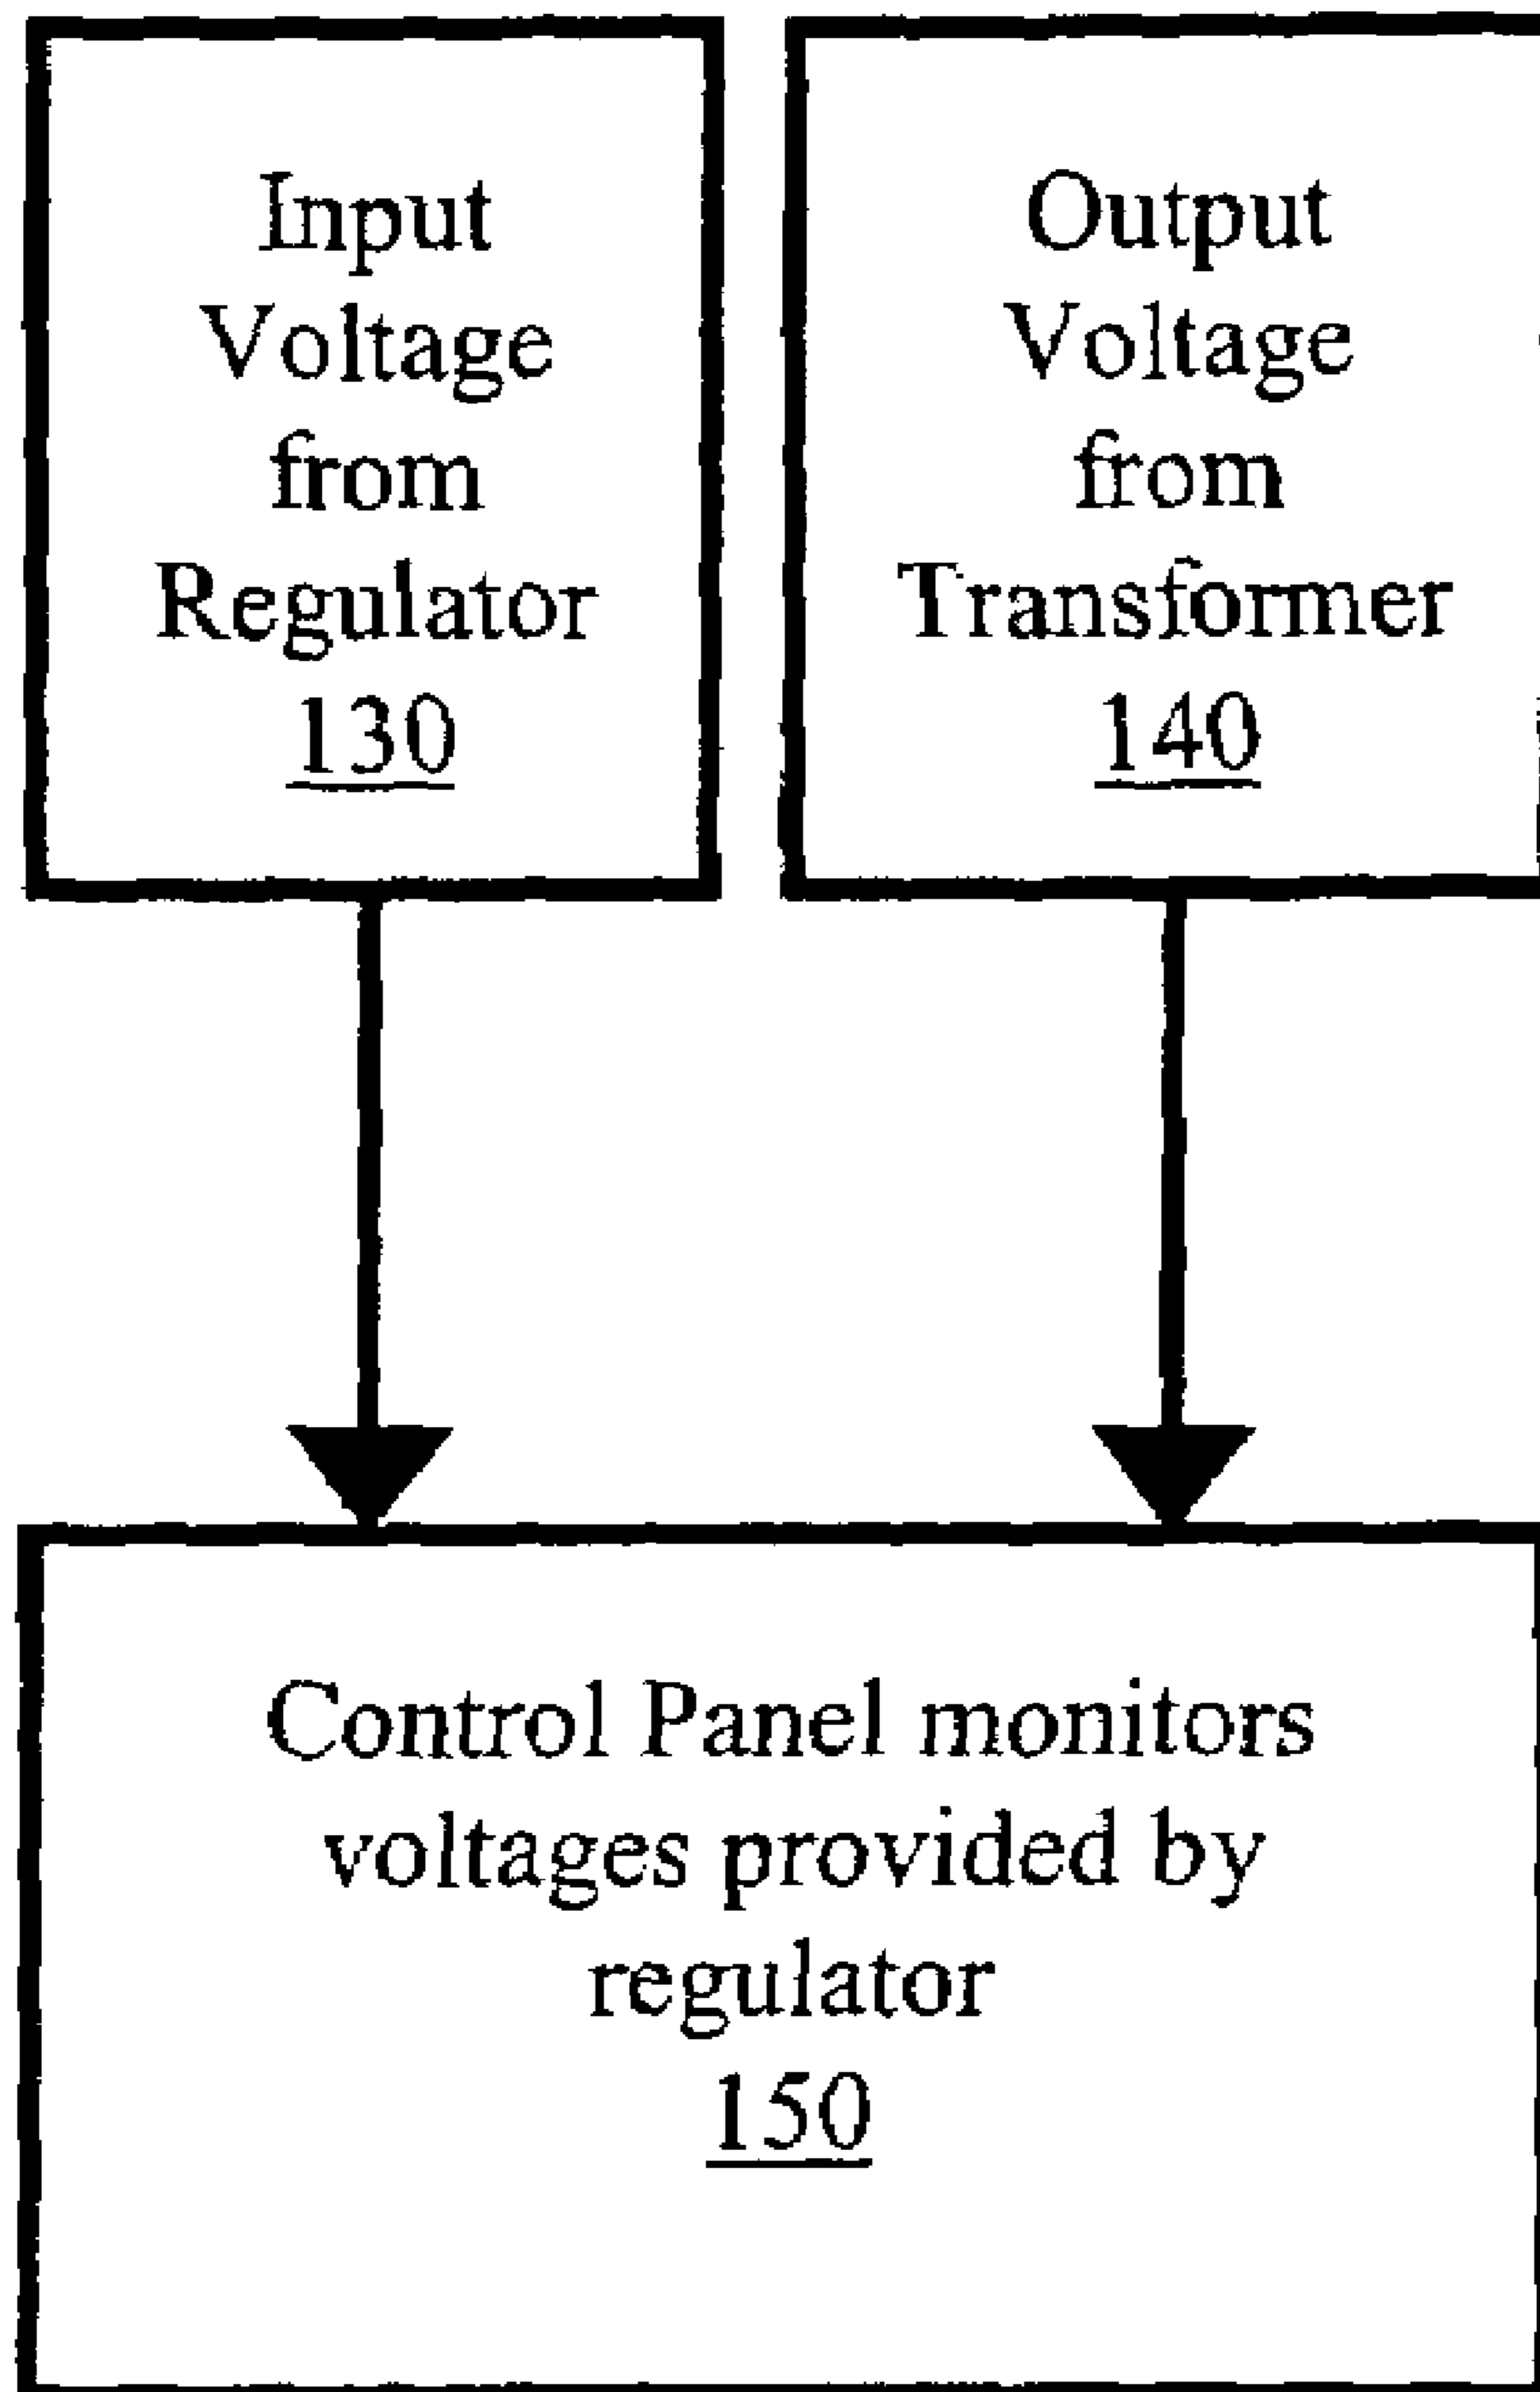 Input
Voltage
from
Regulator
130
Output
Voltage
from
Transformer
140
Control Panel monitors
voltages provided by
regulator
150